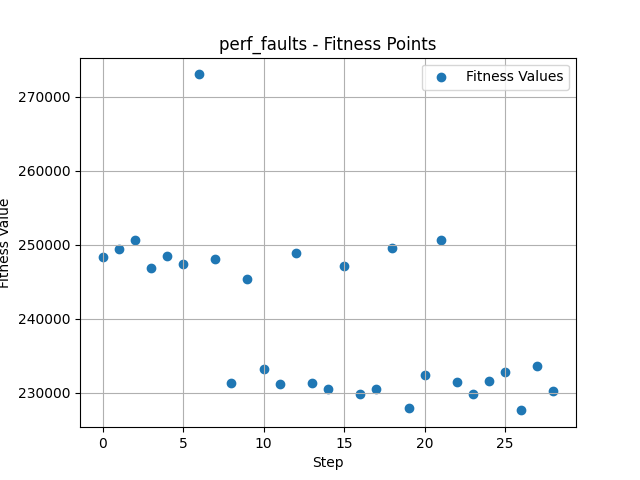 perf_faults - Fitness Points
Fitness Values
270000
260000
250000
240000
230000
Fitness Value
0 5 10 15 20 25
Step